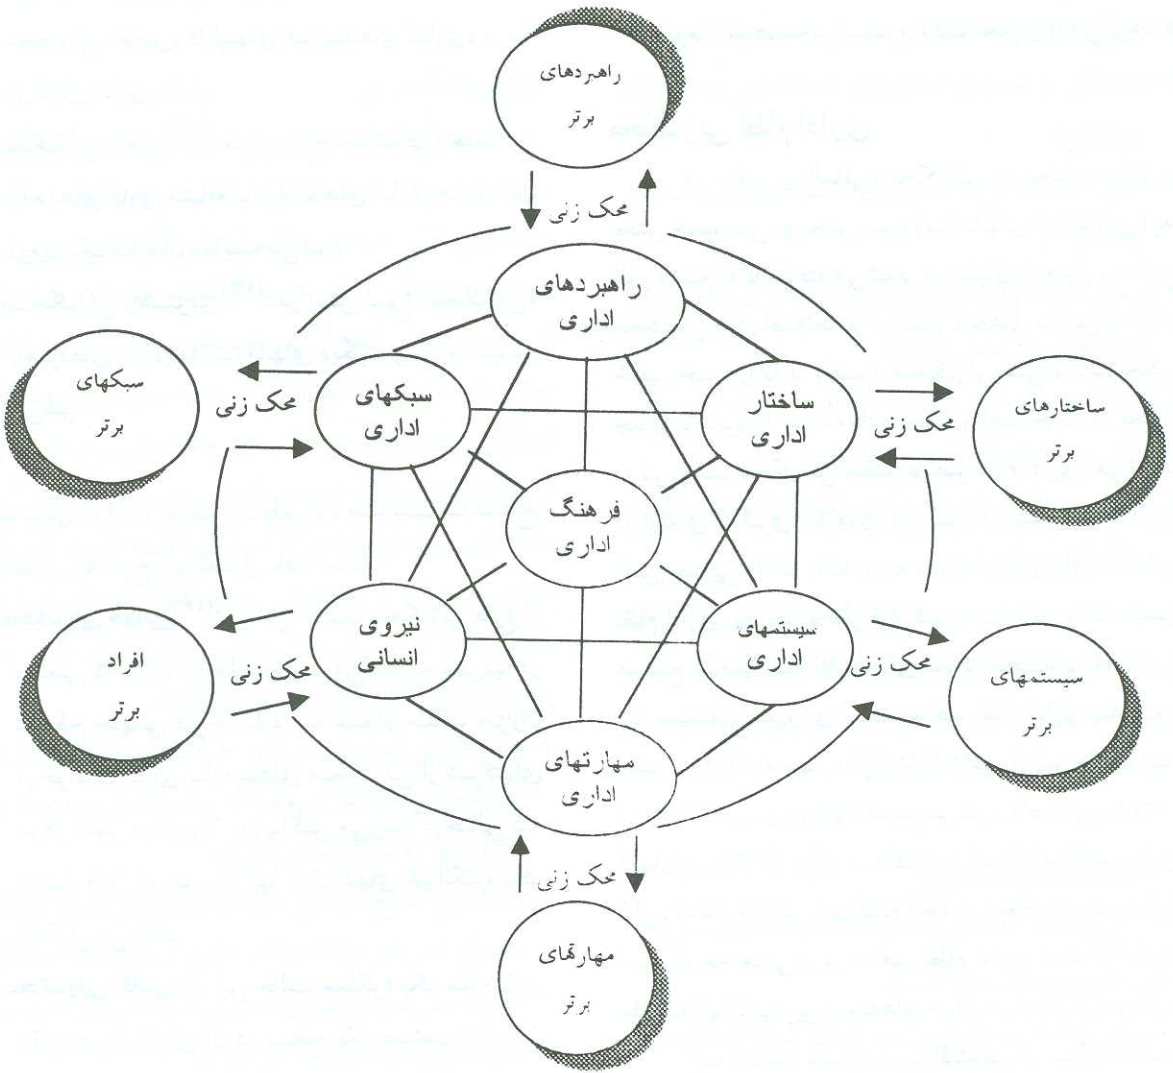 راهبردهای
برتر
محک زنی
راهبردهای
اداری
ساختارهای
برتر
محک زنی
ساختار
اداری
سبکهای
اداری
محک زنی
سبکهای
برتر
فرهنگ
اداری
سیستمهای
برتر
محک زنی
سیستمهای
اداری
نیروی
انسانی
محک زنی
افراد
برتر
مهارتهای
اداری
محک زنی
مهارتهای
برتر